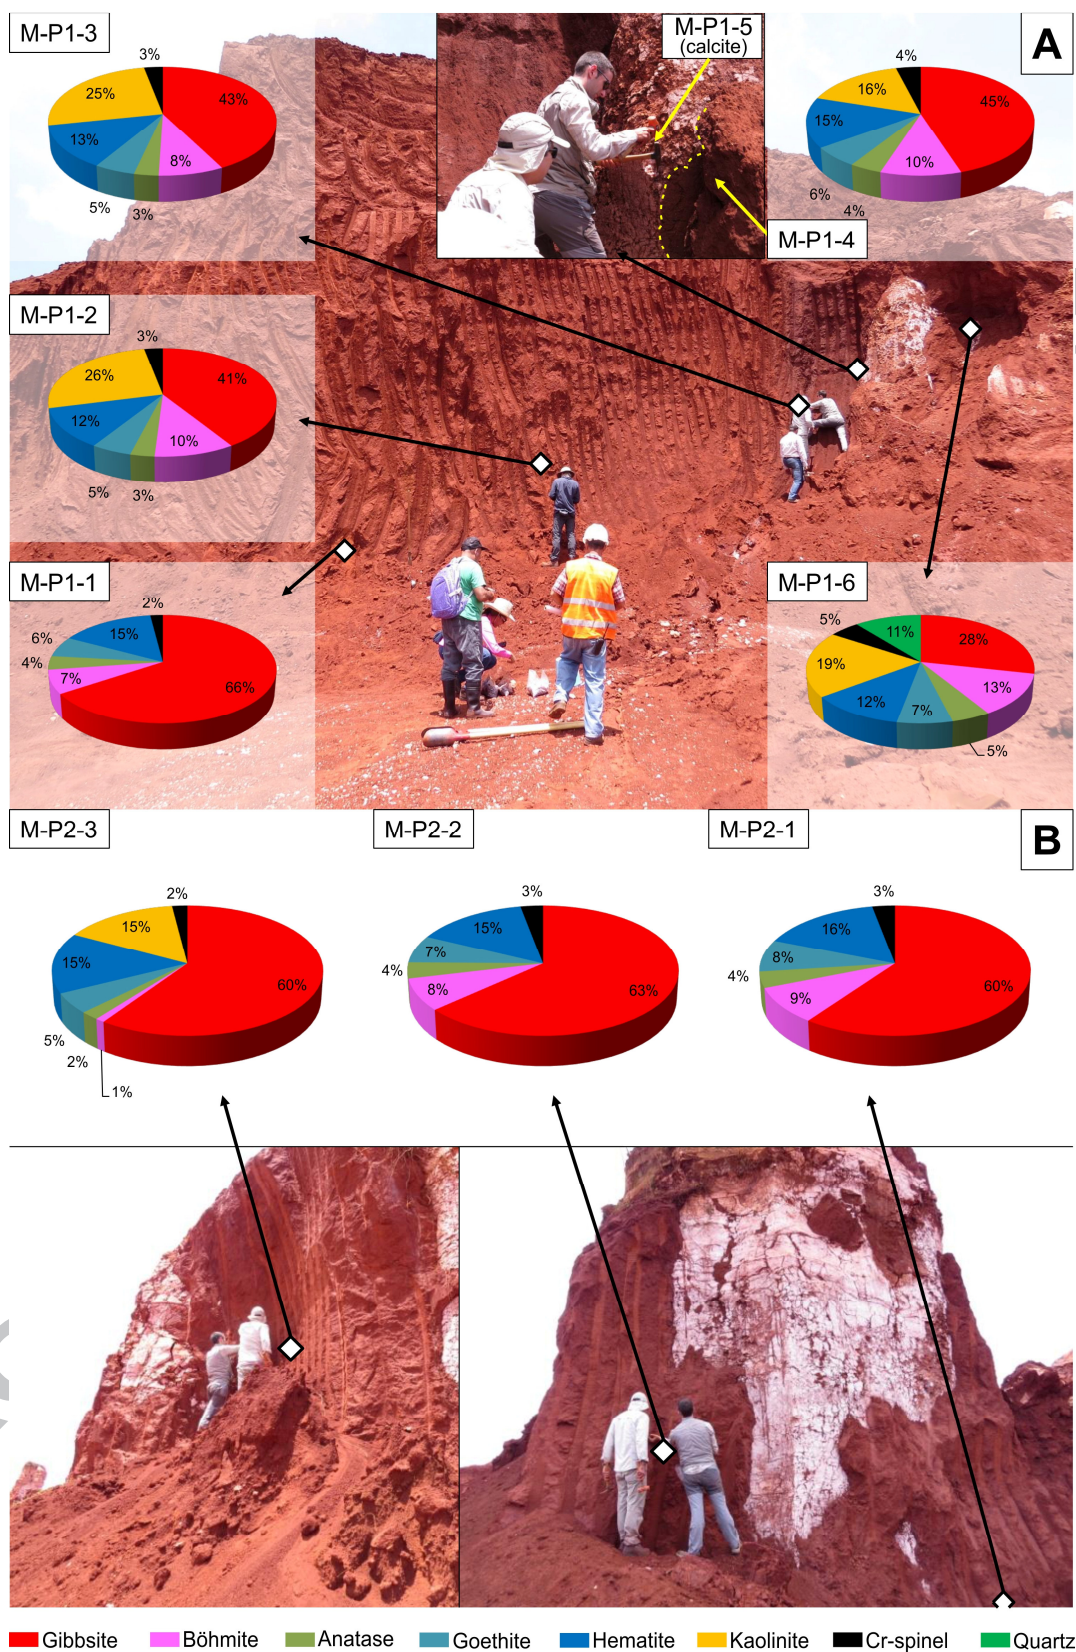 M-P1-3
3%
43%
25%
13%
8%
5%
3%
M-P1-5
(calcite)
A
4%
45%
16%
15%
10%
6%
4%
M-P1-4
M-P1-2
3%
41%
26%
12%
10%
5%
3%
M-P1-1
2%
15%
6%
4%
7%
66%
M-P1-6
5%
11%
28%
19%
13%
12%
7%
5%
M-P2-3
M-P2-2
M-P2-1
B
2%
15%
15%
60%
5%
2%
1%
3%
15%
7%
4%
8%
63%
3%
16%
8%
4%
9%
60%
Gibbsite
Böhmite
Anatase
Goethite
Hematite
Kaolinite
Cr-spinel
Quartz